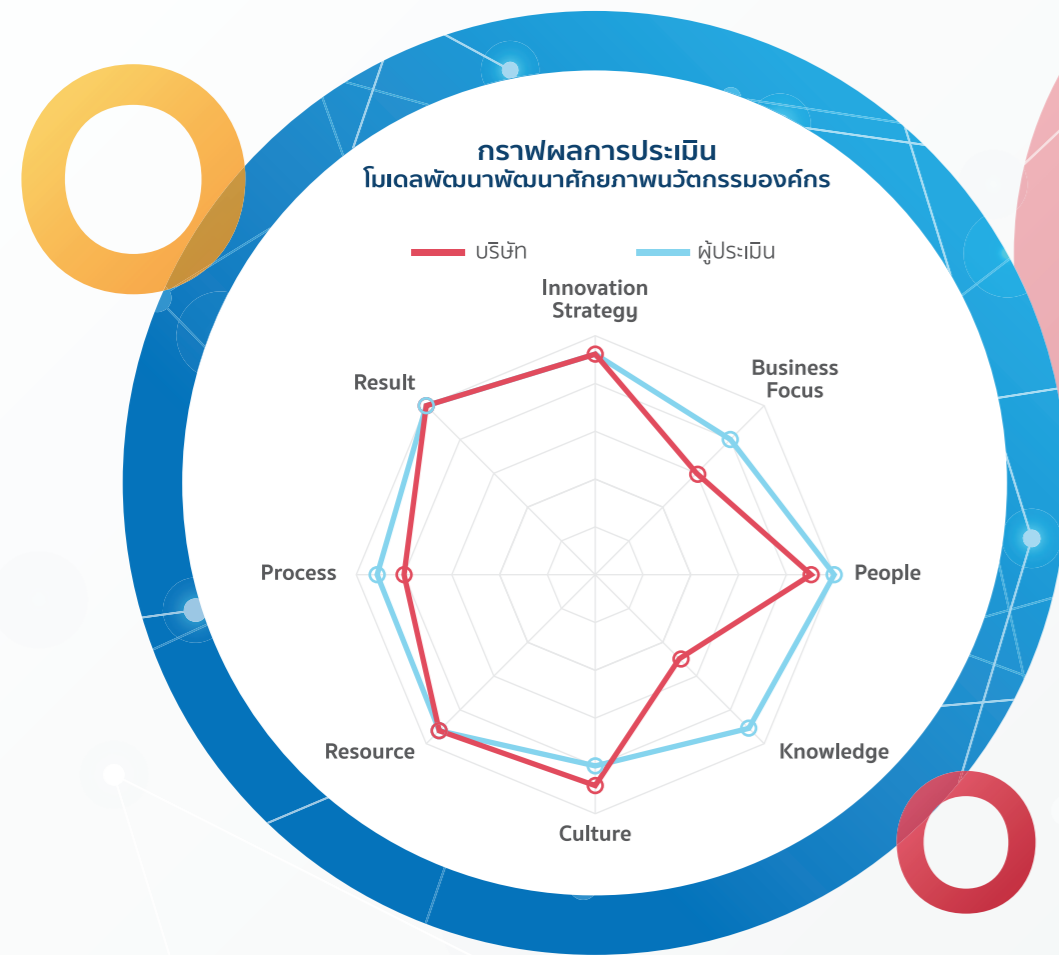 กราฟผลการประเมิน
โมเดลพัฒนาพัฒนาศักยภาพนวัตกรรมองค์กร
บริษัท
ผู้ประเมิน
Innovation
Strategy
Business
Focus
Result
People
Process
Resource
Knowledge
Culture